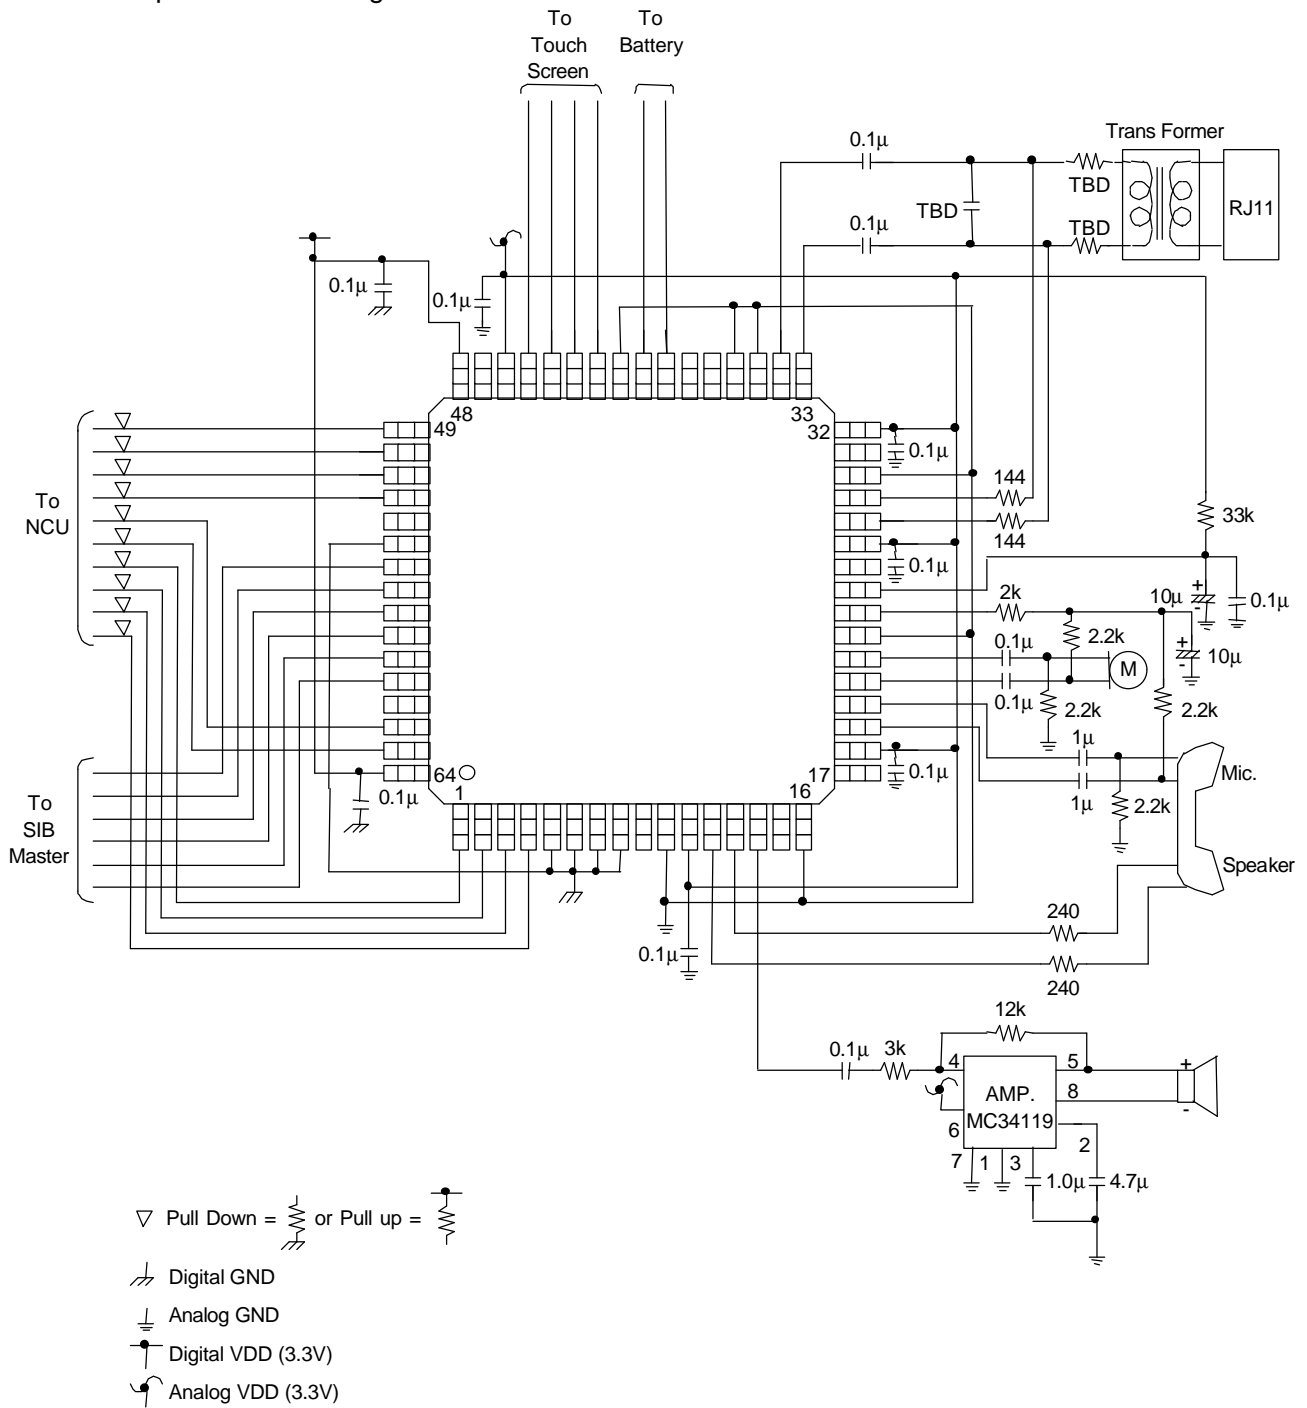 To
Touch
Screen
To
Battery
Trans Former
0.1μ
TBD
TBD
RJ11
0.1μ
TBD
0.1μ
0.1μ
48
33
49
32
0.1μ
To
NCU
144
144
33k
0.1μ
2k
10μ
+
-
0.1μ
0.1μ
2.2k
+
-
10μ
M
0.1μ
2.2k
2.2k
1μ
64
17
0.1μ
Mic.
0.1μ
1
16
1μ
2.2k
To
SIB
Master
Speaker
240
0.1μ
240
12k
0.1μ
3k
4
5
+
AMP.
8
MC34119
-
6
2
7
1
3
1.0μ
4.7μ
Pull Down = or Pull up =
Digital GND
Analog GND
Digital VDD (3.3V)
Analog VDD (3.3V)